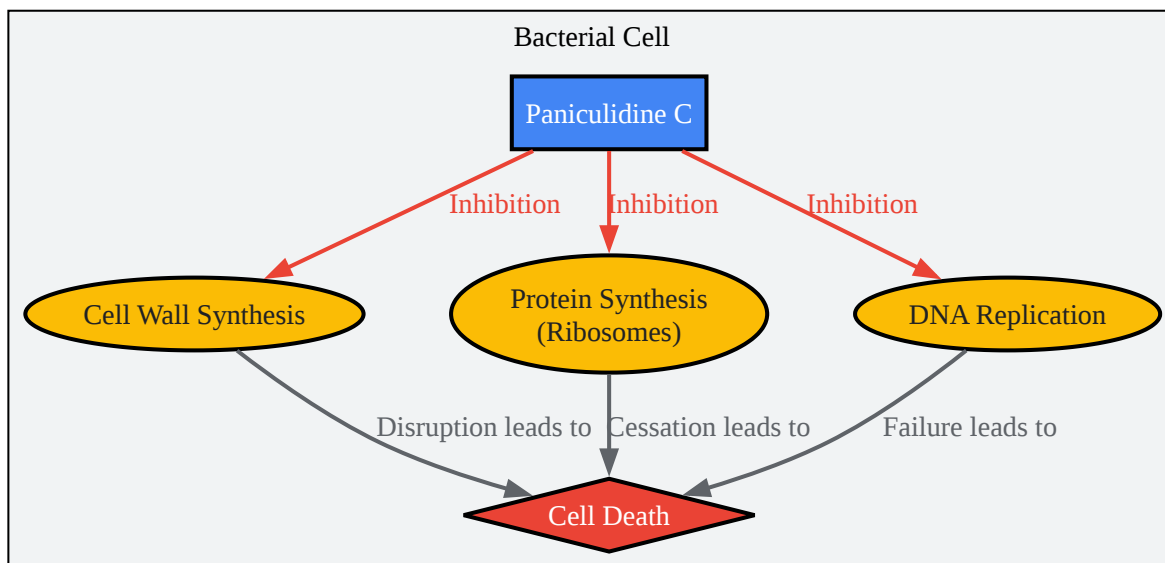 Bacterial Cell
Paniculidine C
Inhibition
Inhibition
Inhibition
Cell Wall Synthesis
Protein Synthesis
(Ribosomes)
DNA Replication
Disruption leads to
Cessation leads to
Failure leads to
Cell Death